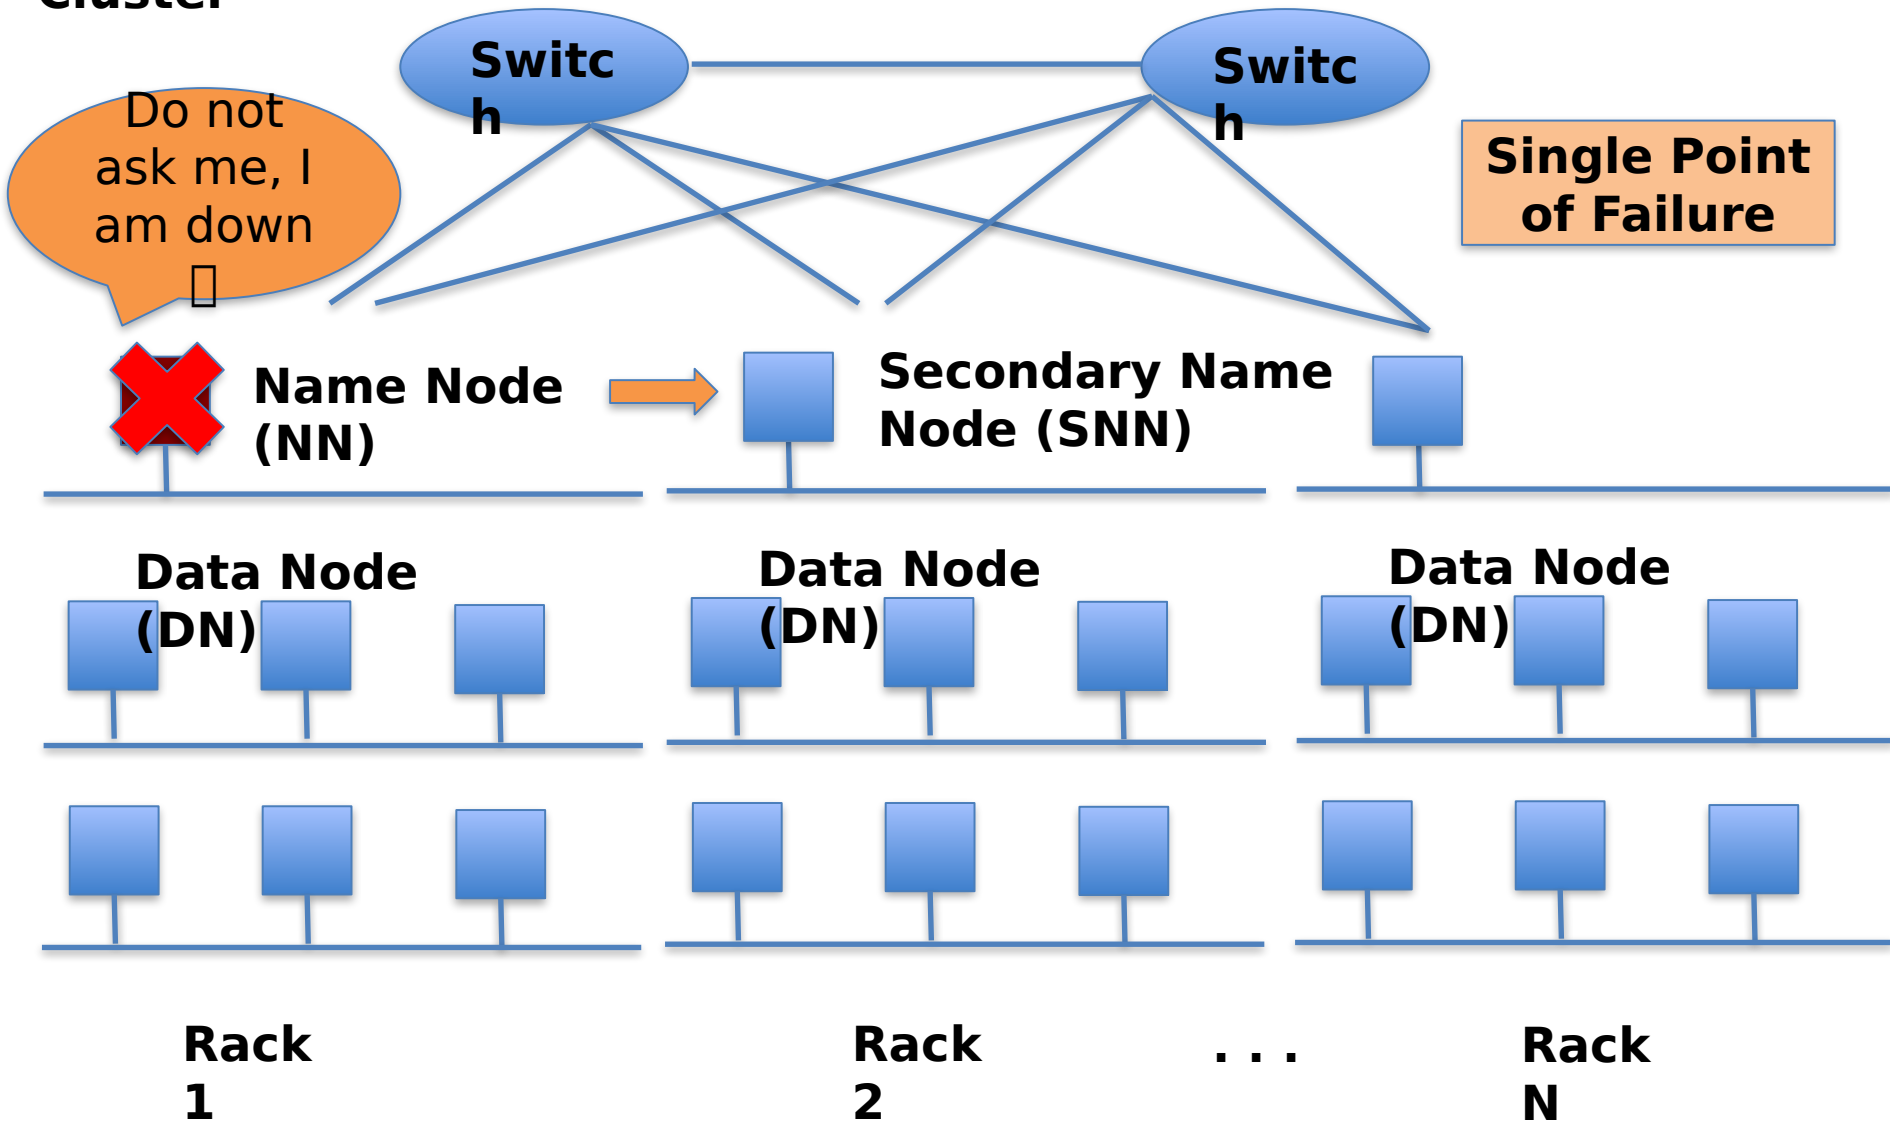 Cluster
Switc
h
Switc
h
Do not
ask me, I
am down
Single Point
of Failure
Name Node
(NN)
Secondary Name
Node (SNN)
Data Node
(DN)
Data Node
(DN)
Data Node
(DN)
Rack
1
Rack
2
. . .
Rack
N